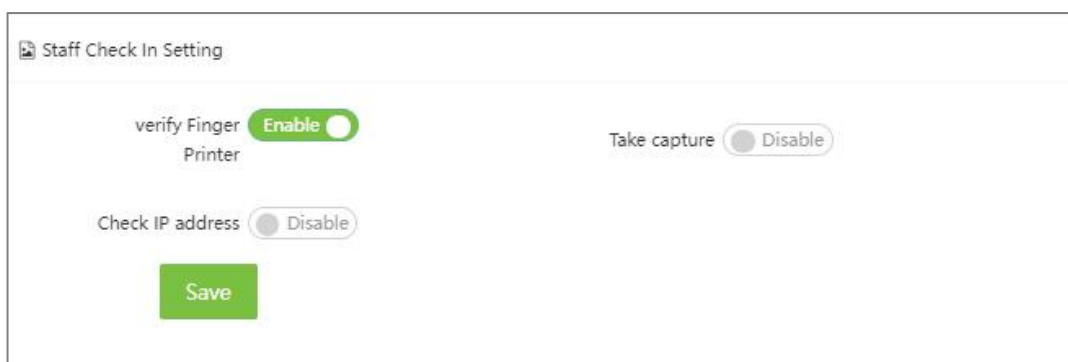 Staff Check In Setting
verify Finger Enable
Printer
Take capture Disable
Check IP address Disable
Save